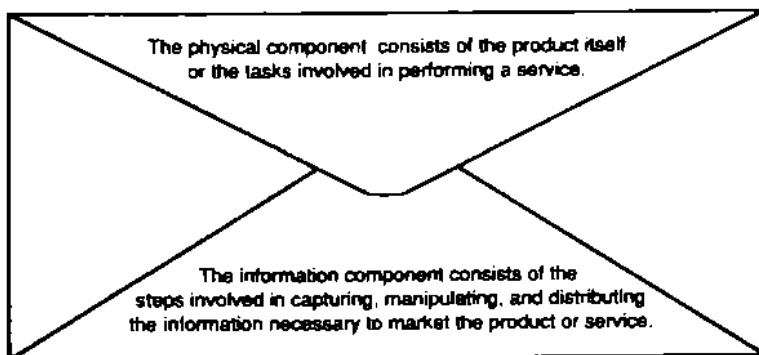 The physical component consists of the product itself
or the tasks involved in performing a service.
The information component consists of the
steps involved in capturing, manipulating, and distributing
the information necessary to market the product or service.